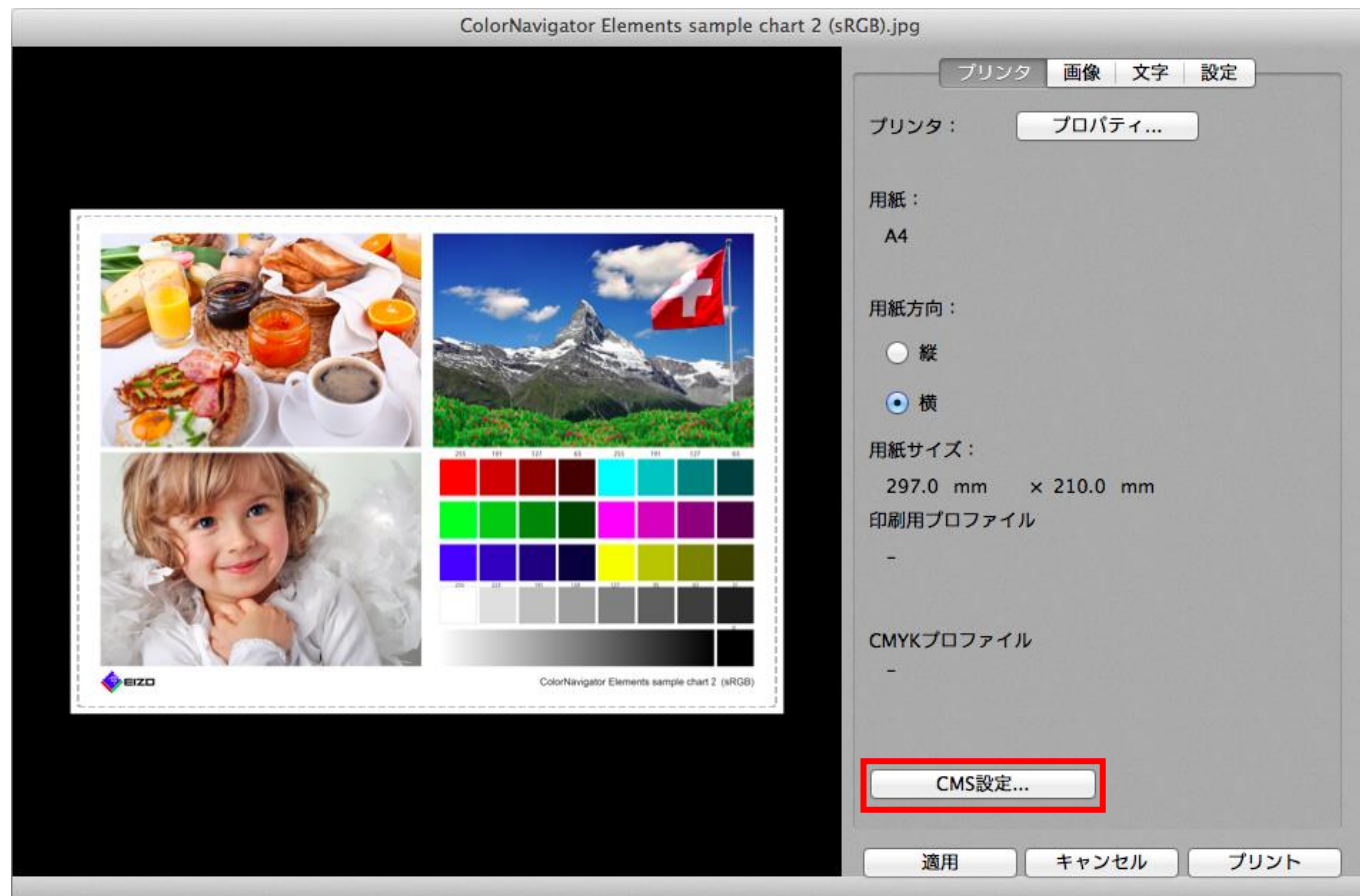 ColorNavigator Elements sample chart 2 (sRGB).jpg
プリンタ 画像 文字 設定
プリンタ： プロパティ...
用紙：
A4
用紙方向：
縦
横
用紙サイズ：
297.0 mm × 210.0 mm
印刷用プロファイル
–
CMYKプロファイル
–
CMS設定...
適用 キャンセル プリント
255 191 127 63 255 191 127 63
EIZO
ColorNavigator Elements sample chart 2 (sRGB)